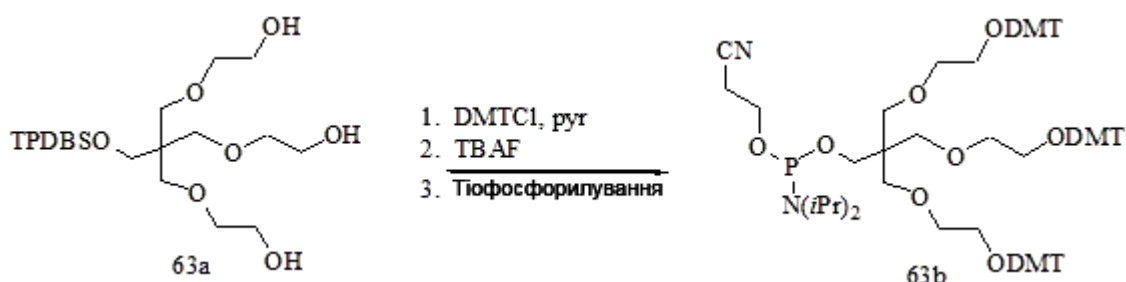 OH
O
TPDBSO
O
OH
O
OH
63a
1. DMTCl, pyr
2. TBAF
3. Тіофосфорилування
CN
O
P
O
N(iPr)2
ODMT
O
O
ODMT
O
ODMT
63b